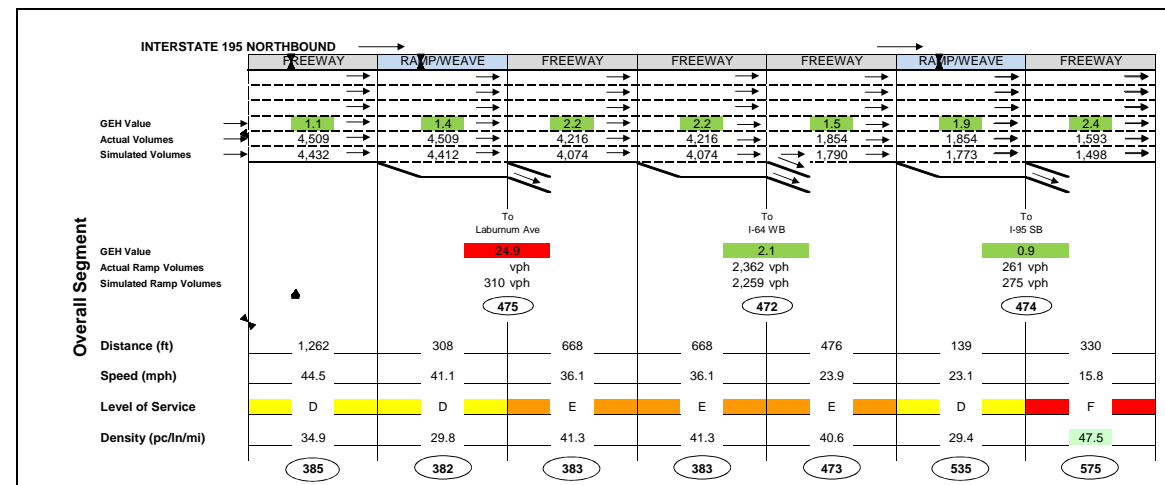 INTERSTATE 195 NORTHBOUND
FREEWAY RAMP/WEAVE FREEWAY FREEWAY FREEWAY RAMP/WEAVE FREEWAY
GEH Value 1.1 1.4 2.2 2.2 1.5 1.9 2.4
Actual Volumes 4,509 4,509 4,216 4,216 1,854 1,854 1,593
Simulated Volumes 4,432 4,412 4,074 4,074 1,790 1,773 1,498
To To To
Laburnum Ave I-64 WB I-95 SB
GEH Value 24.9 2.1 0.9
Actual Ramp Volumes vph 2,362 vph 261 vph
Simulated Ramp Volumes 310 vph 2,259 vph 275 vph
475 472 474
Overall Segment
Distance (ft) 1,262 308 668 668 476 139 330
Speed (mph) 44.5 41.1 36.1 36.1 23.9 23.1 15.8
Level of Service D D E E E D F
Density (pc/ln/mi) 34.9 29.8 41.3 41.3 40.6 29.4 47.5
385 382 383 383 473 535 575